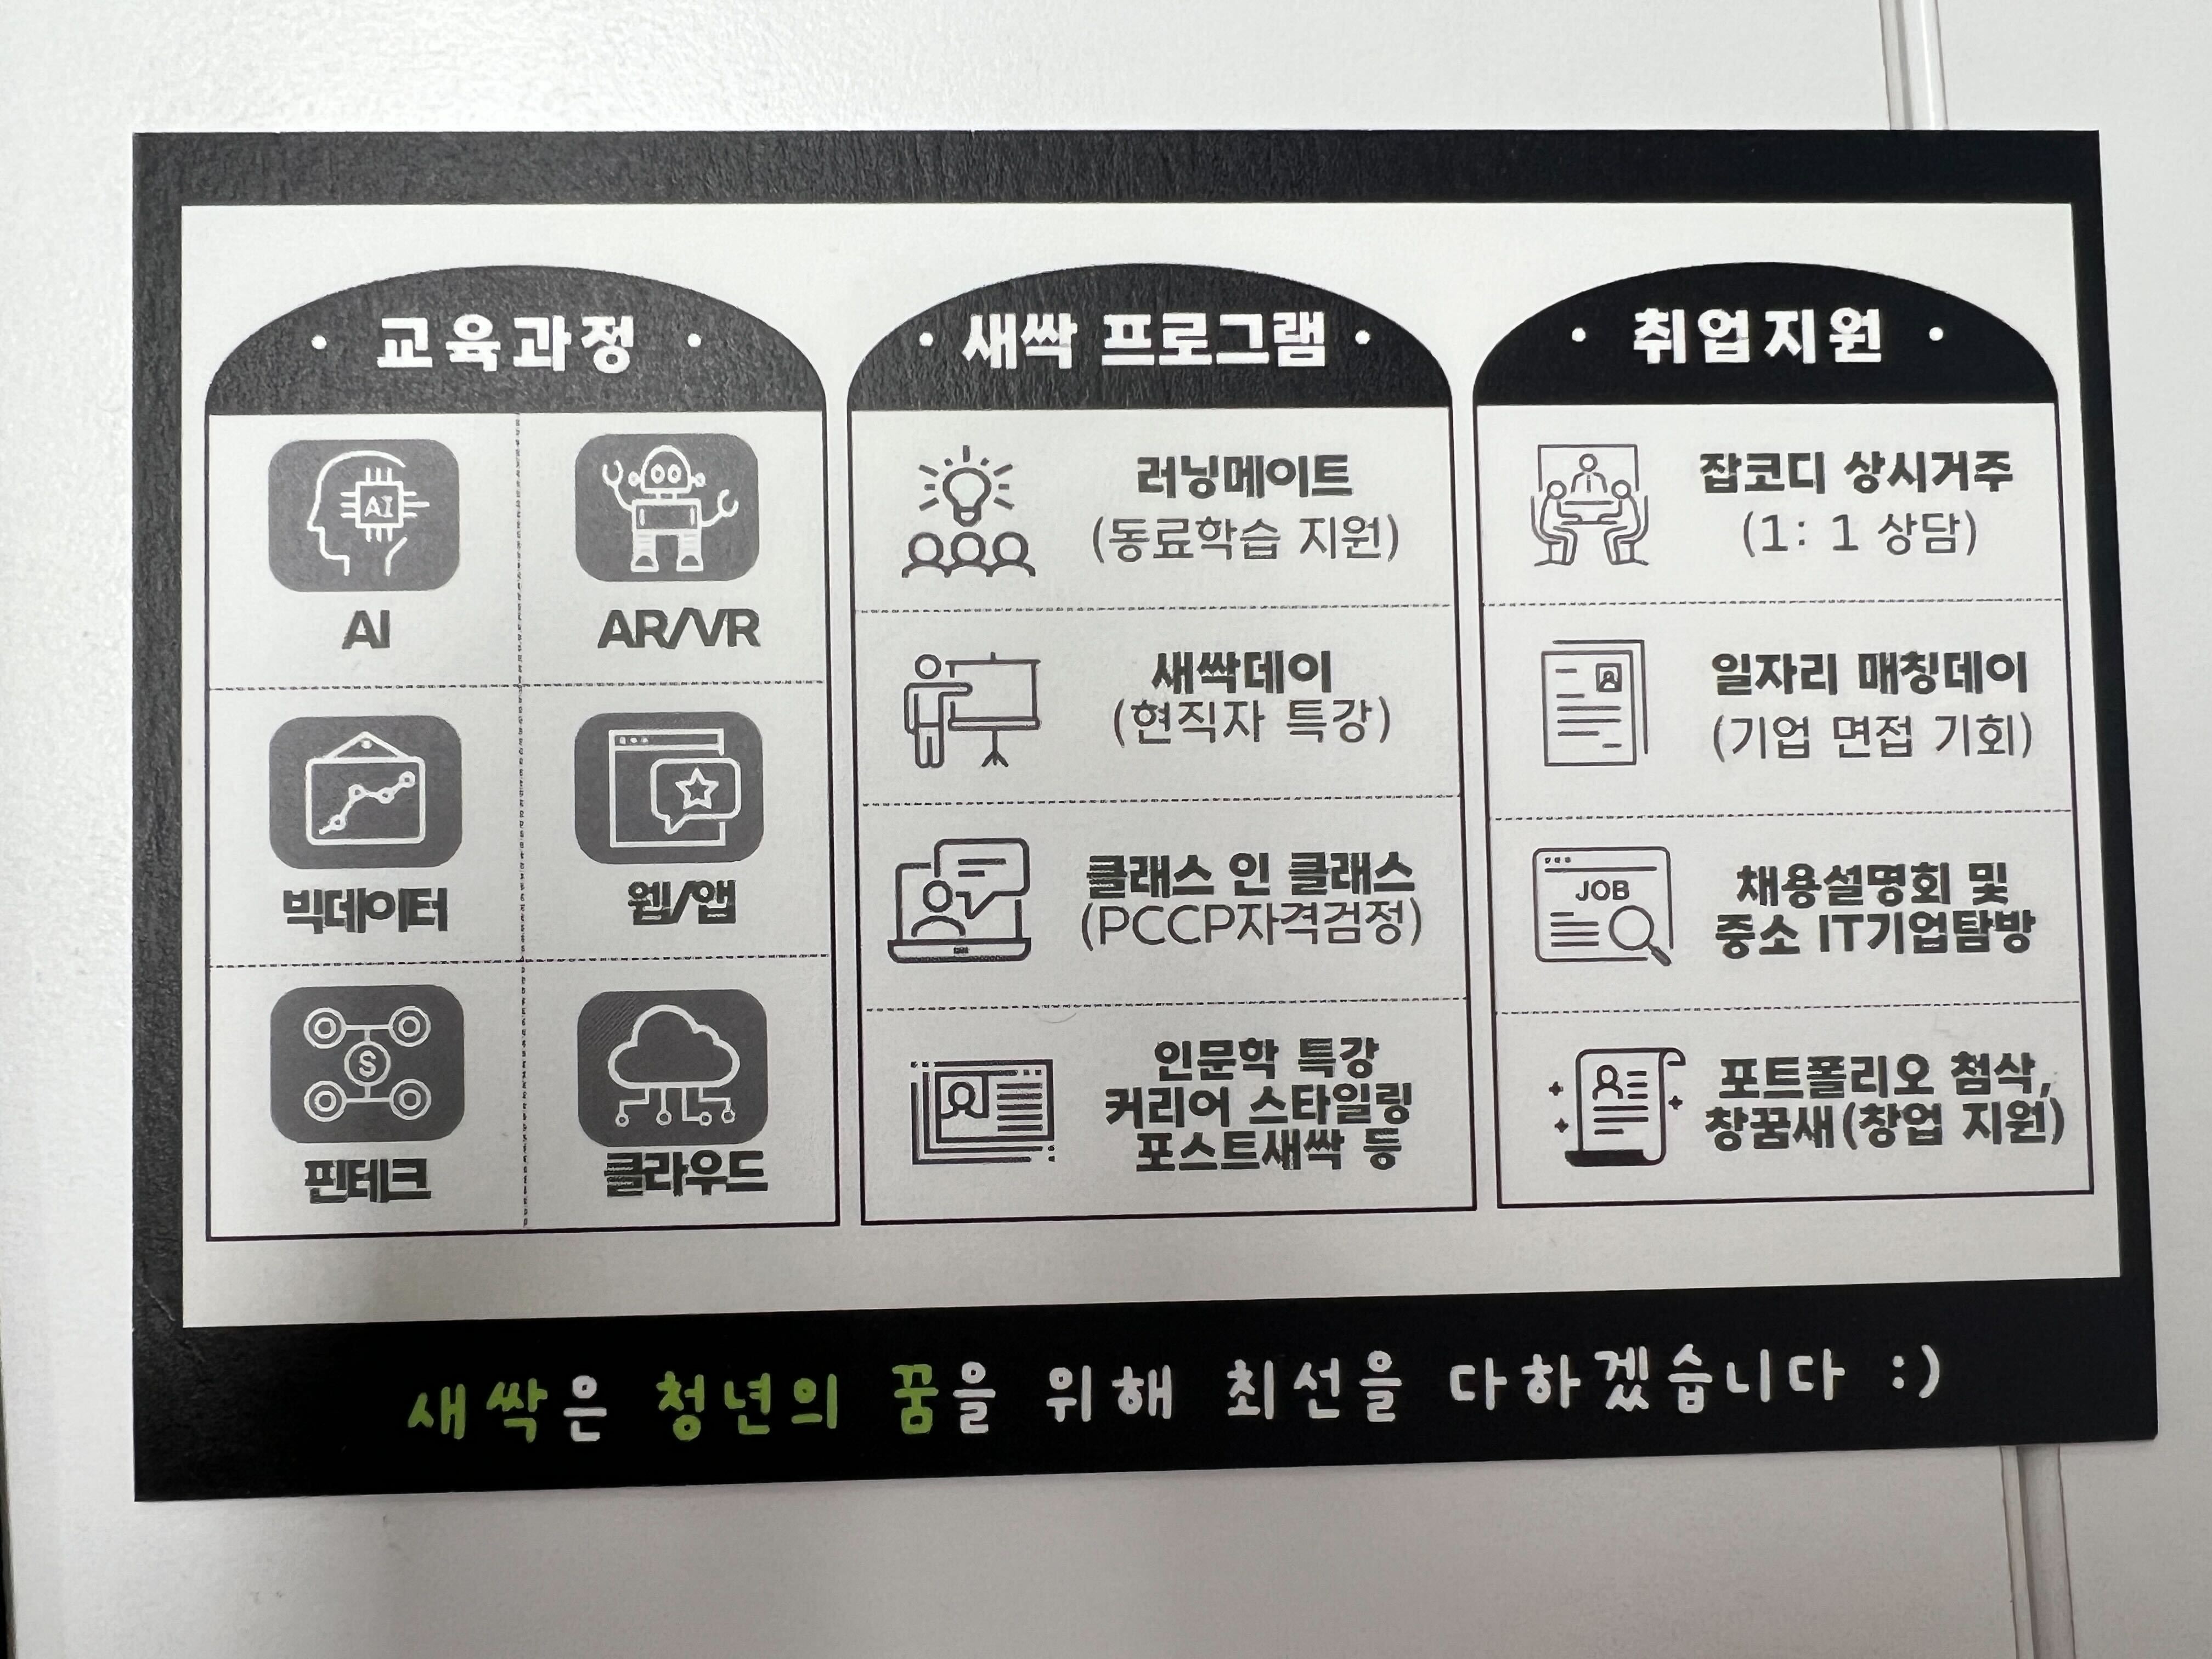 · 교육과정 ·
AI
AI
AR/VR
빅데이터
웹/앱
$
핀테크
클라우드
· 새싹 프로그램 ·
러닝메이트
(동료학습 지원)
새싹데이
(현직자 특강)
클래스 인 클래스
(PCCP자격검정)
인문학 특강
커리어 스타일링
포스트새싹 등
· 취업지원 ·
잡코디 상시거주
(1: 1 상담)
일자리 매칭데이
(기업 면접 기회)
JOB
채용설명회 및
중소 IT기업탐방
포트폴리오 첨삭,
창꿈새(창업 지원)
새싹은 청년의 꿈을 위해 최선을 다하겠습니다 :)